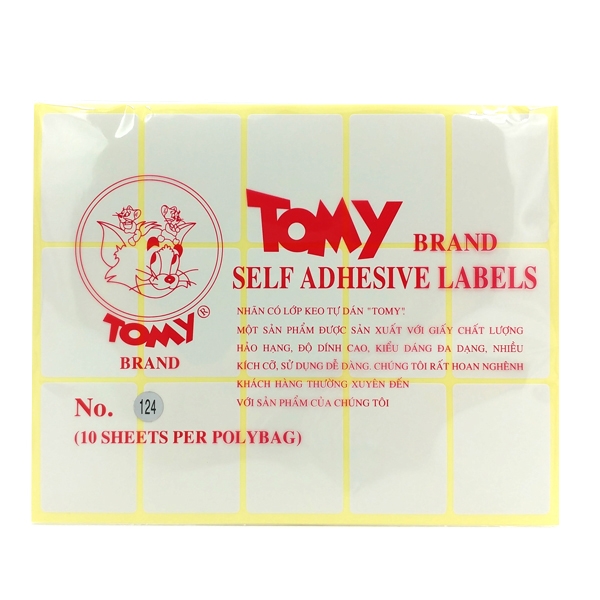 TOMY BRAND
SELF ADHESIVE LABELS
NHÃN CÓ LỚP KEO TỰ DÁN "TOMY".
MỘT SẢN PHẨM ĐƯỢC SẢN XUẤT VỚI GIẤY CHẤT LƯỢNG
HẢO HẠNG, ĐỘ DÍNH CAO, KIỂU DÁNG ĐA DẠNG, NHIỀU
KÍCH CỠ, SỬ DỤNG DỄ DÀNG. CHÚNG TÔI RẤT HOAN NGHÊNH
KHÁCH HÀNG THƯỜNG XUYÊN ĐẾN
VỚI SẢN PHẨM CỦA CHÚNG TÔI
TOMY®
BRAND
No. 124
(10 SHEETS PER POLYBAG)